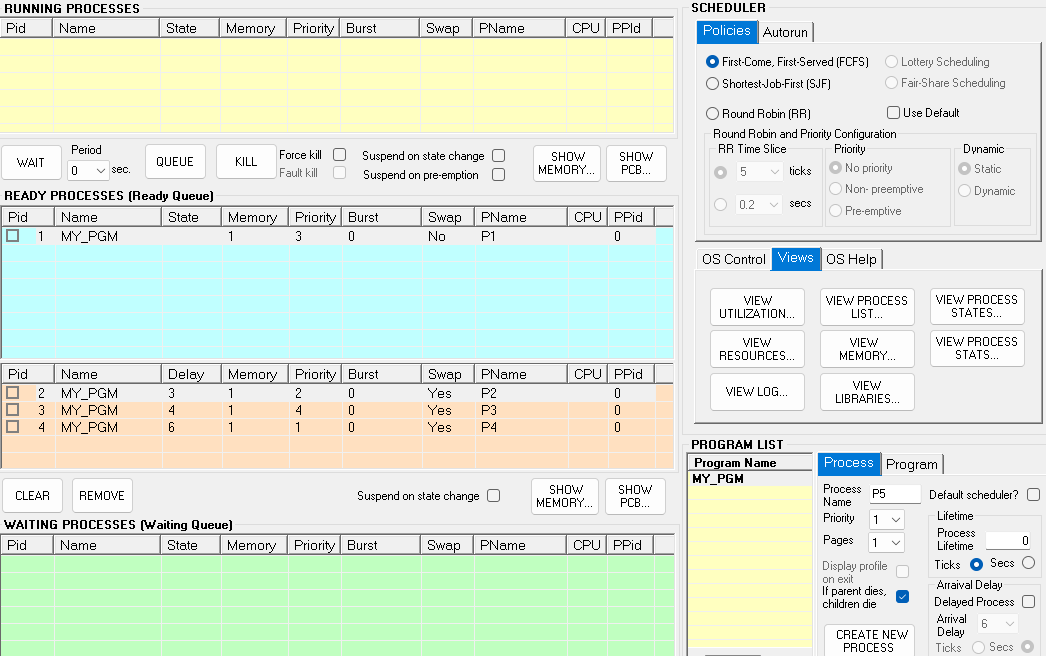 RUNNING PROCESSES
Pid Name State Memory Priority Burst Swap PName CPU PPId
WAIT
Period
0 sec.
QUEUE
KILL
Force kill
Fault kill
Suspend on state change
Suspend on pre-emption
SHOW
MEMORY...
SHOW
PCB...
READY PROCESSES (Ready Queue)
Pid Name State Memory Priority Burst Swap PName CPU PPid
1 MY_PGM 1 3 0 No P1 0
Pid Name Delay Memory Priority Burst Swap PName CPU PPid
2 MY_PGM 3 1 2 0 Yes P2 0
3 MY_PGM 4 1 4 0 Yes P3 0
4 MY_PGM 6 1 1 0 Yes P4 0
CLEAR
REMOVE
Suspend on state change
SHOW
MEMORY...
SHOW
PCB...
WAITING PROCESSES (Waiting Queue)
Pid Name State Memory Priority Burst Swap PName CPU PPid
SCHEDULER
Policies Autorun
First-Come, First-Served (FCFS)
Lottery Scheduling
Shortest-Job-First (SJF)
Fair-Share Scheduling
Round Robin (RR)
Use Default
Round Robin and Priority Configuration
RR Time Slice
5 ticks
0.2 secs
Priority
No priority
Non- preemptive
Pre-emptive
Dynamic
Static
Dynamic
OS Control Views OS Help
VIEW
UTILIZATION...
VIEW PROCESS
LIST...
VIEW PROCESS
STATES...
VIEW
RESOURCES...
VIEW
MEMORY...
VIEW PROCESS
STATS...
VIEW LOG...
VIEW
LIBRARIES...
PROGRAM LIST
Program Name
MY_PGM
Process Program
Process
Name P5
Default scheduler?
Priority 1
Pages 1
Display profile
on exit
If parent dies,
children die
CREATE NEW
PROCESS
Lifetime
Process
Lifetime 0
Ticks Secs
Arraival Delay
Delayed Process
Arrival
Delay 6
Ticks Secs